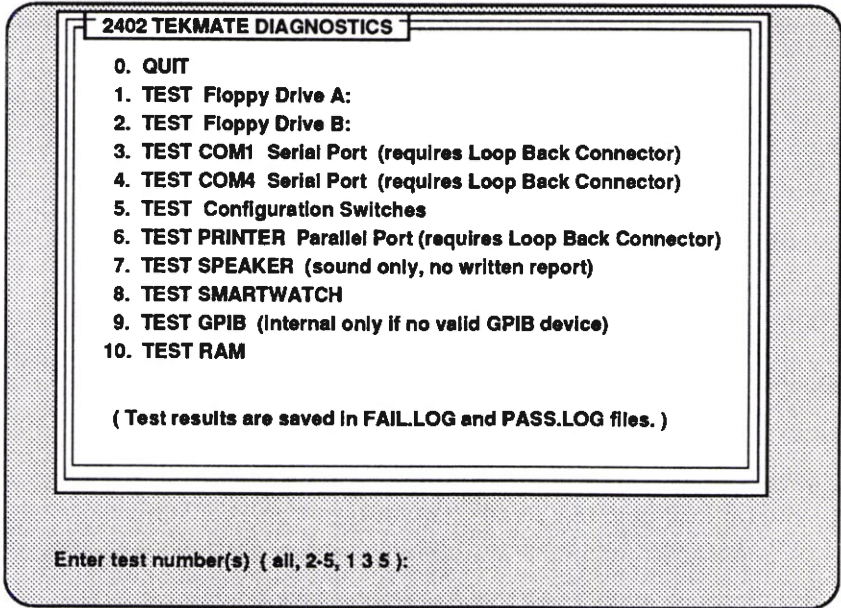 2402 TEKMATE DIAGNOSTICS
0. QUIT
1. TEST Floppy Drive A:
2. TEST Floppy Drive B:
3. TEST COM1 Serial Port (requires Loop Back Connector)
4. TEST COM4 Serial Port (requires Loop Back Connector)
5. TEST Configuration Switches
6. TEST PRINTER Parallel Port (requires Loop Back Connector)
7. TEST SPEAKER (sound only, no written report)
8. TEST SMARTWATCH
9. TEST GPIB (internal only if no valid GPIB device)
10. TEST RAM
( Test results are saved in FAIL.LOG and PASS.LOG files. )
Enter test number(s) ( all, 2-5, 1 3 5 ):